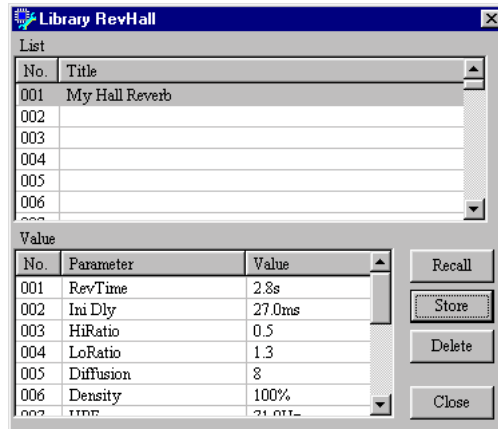 Library RevHall
List
No. Title
001 My Hall Reverb
002
003
004
005
006
Value
No. Parameter Value
001 RevTime 2.8s
002 Ini Dly 27.0ms
003 HiRatio 0.5
004 LoRatio 1.3
005 Diffusion 8
006 Density 100%
Recall
Store
Delete
Close